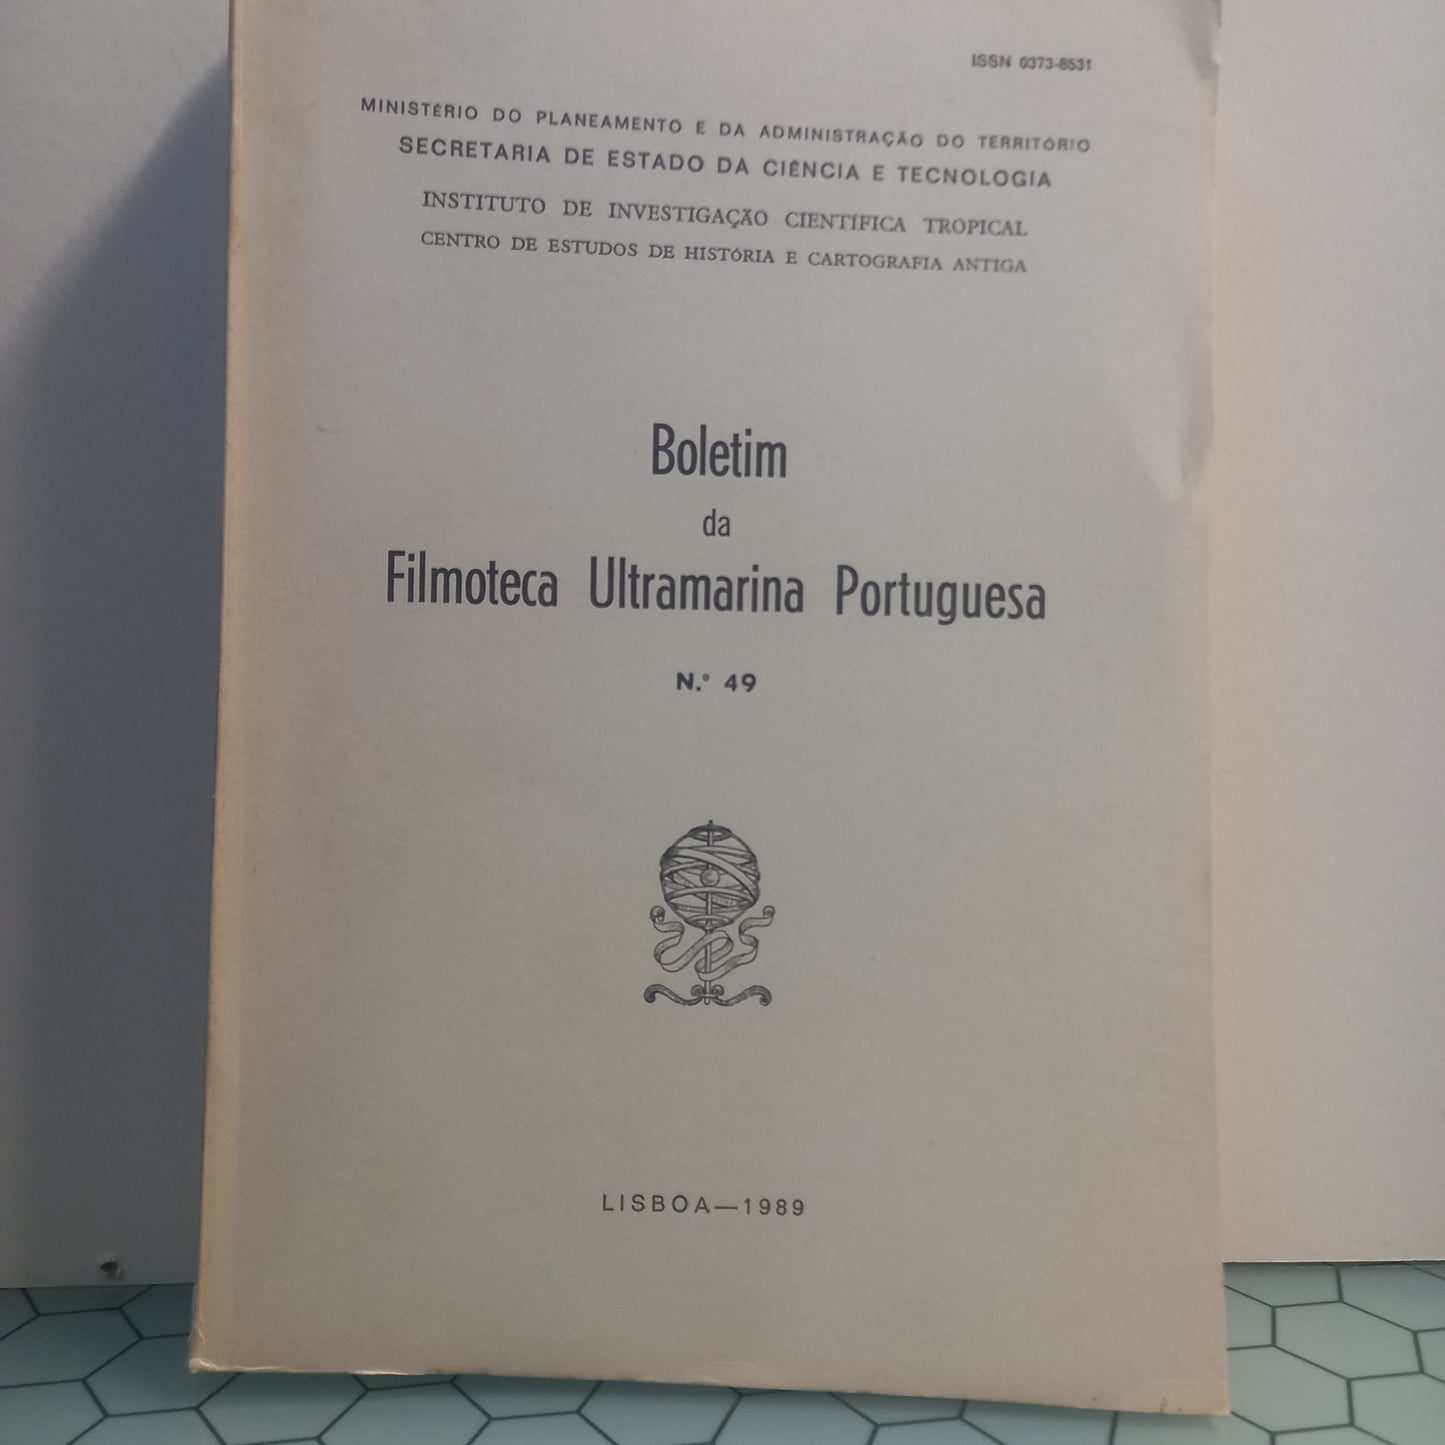 ISSN 0373-8531
MINISTÉRIO DO PLANEAMENTO E DA ADMINISTRAÇÃO DO TERRITÓRIO
SECRETARIA DE ESTADO DA CIÊNCIA E TECNOLOGIA
INSTITUTO DE INVESTIGAÇÃO CIENTÍFICA TROPICAL
CENTRO DE ESTUDOS DE HISTÓRIA E CARTOGRAFIA ANTIGA
Boletim
da
Filmoteca Ultramarina Portuguesa
N.º 49
LISBOA—1989